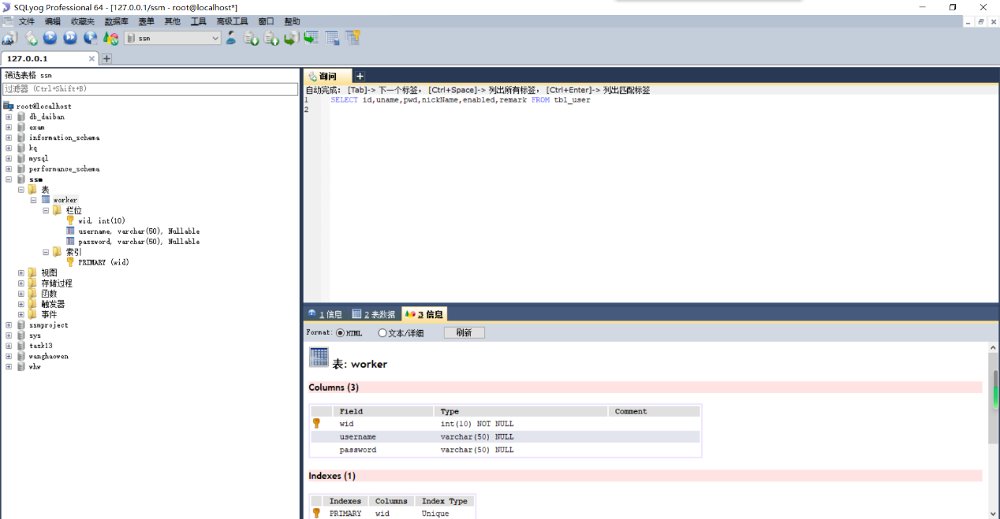 SQLyog Professional 64 - [127.0.0.1/ssm - root@localhost*]
文件 编辑 收藏夹 数据库 表单 其他 工具 高级工具 窗口 帮助
ssm
127.0.0.1
筛选表格 ssm
过滤器 (Ctrl+Shift+B)
root@localhost
db_daiban
exam
information_schema
kq
mysql
performance_schema
ssm
表
worker
栏位
wid, int(10)
username, varchar(50), Nullable
password, varchar(50), Nullable
索引
PRIMARY (wid)
视图
存储过程
函数
触发器
事件
ssmproject
sys
task13
wanghaowen
whw
询问
自动完成: [Tab]-> 下一个标签, [Ctrl+Space]-> 列出所有标签, [Ctrl+Enter]-> 列出匹配标签
1 SELECT id,uname,pwd,nickName,enabled,remark FROM tbl_user
2
1 信息 2 表数据 3 信息
Format: HTML 文本/详细 刷新
表: worker
Columns (3)
Field Type Comment
wid int(10) NOT NULL
username varchar(50) NULL
password varchar(50) NULL
Indexes (1)
Indexes Columns Index Type
PRIMARY wid Unique